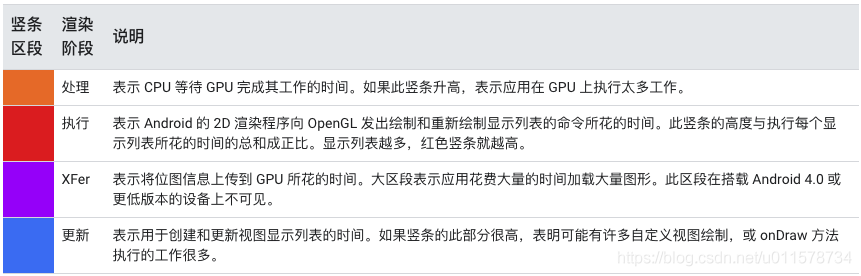 竖条 渲染 说明
区段 阶段
处理 表示 CPU 等待 GPU 完成其工作的时间。如果此竖条升高，表示应用在 GPU 上执行太多工作。
执行 表示 Android 的 2D 渲染程序向 OpenGL 发出绘制和重新绘制显示列表的命令所花的时间。此竖条的高度与执行每个显
示列表所花的时间的总和成正比。显示列表越多，红色竖条就越高。
XFer 表示将位图信息上传到 GPU 所花的时间。大区段表示应用花费大量的时间加载大量图形。此区段在搭载 Android 4.0 或
更低版本的设备上不可见。
更新 表示用于创建和更新视图显示列表的时间。如果竖条的此部分很高，表明可能有许多自定义视图绘制，或 onDraw 方法
执行的工作很多。
https://blog.csdn.net/u011578734